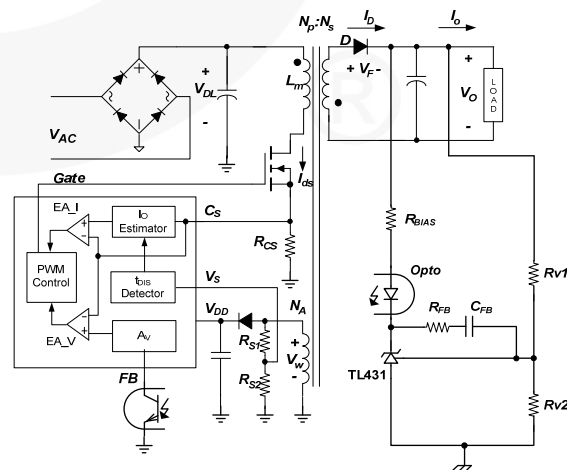 Np:Ns
ID
IO
D
+ VF -
Lm
+
VDL
-
+
VO
-
LOAD
VAC
Gate
Ids
EA_I
IO
Estimator
CS
RCS
RBIAS
PWM
Control
tDIS
Detector
VS
Opto
Rv1
VDD
NA
RFB
CFB
EA_V
AV
RS1
+
Vw
-
TL431
RS2
FB
Rv2